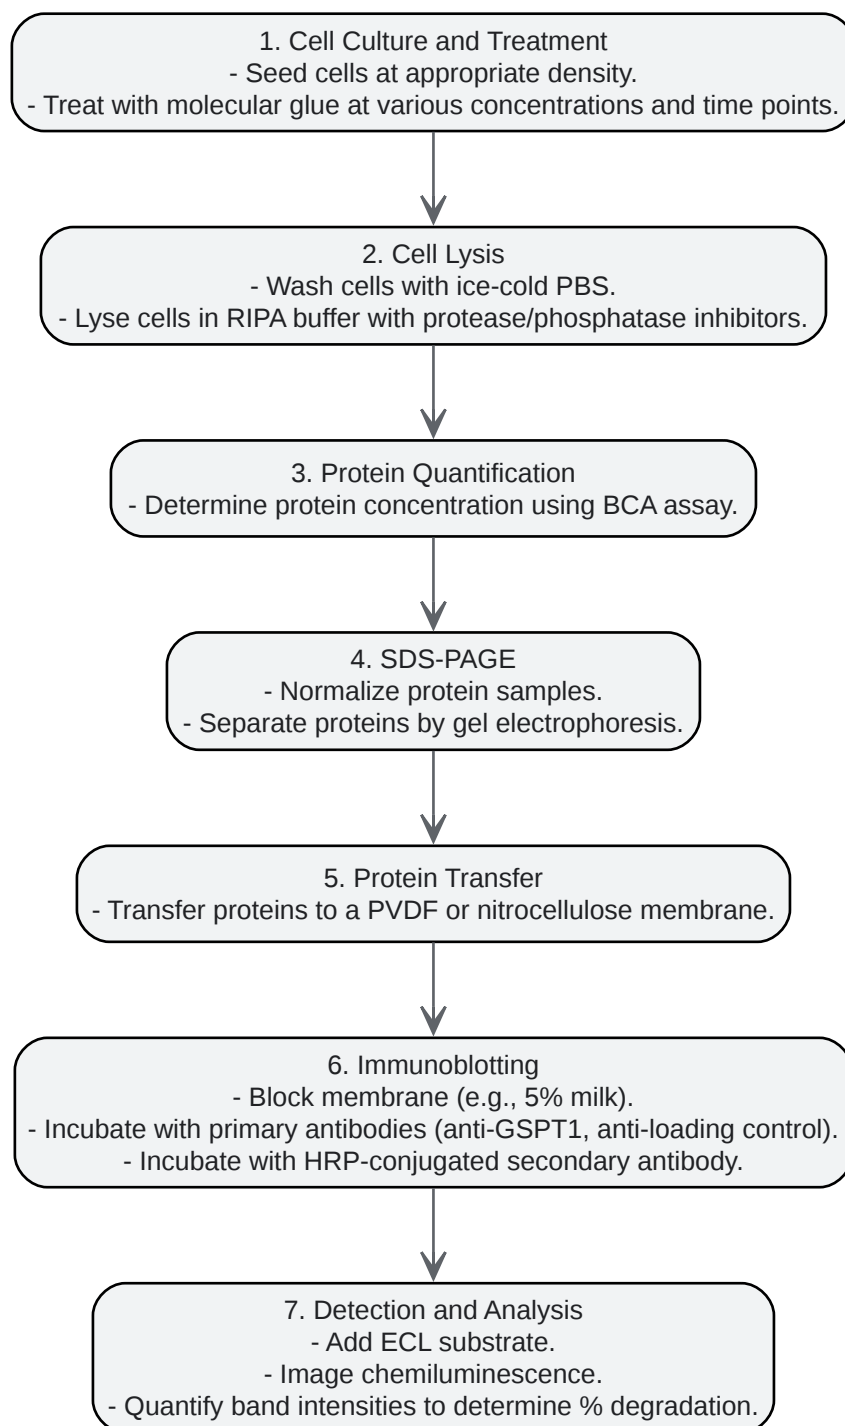 1. Cell Culture and Treatment
- Seed cells at appropriate density.
- Treat with molecular glue at various concentrations and time points.
2. Cell Lysis
- Wash cells with ice-cold PBS.
- Lyse cells in RIPA buffer with protease/phosphatase inhibitors.
3. Protein Quantification
- Determine protein concentration using BCA assay.
4. SDS-PAGE
- Normalize protein samples.
- Separate proteins by gel electrophoresis.
5. Protein Transfer
- Transfer proteins to a PVDF or nitrocellulose membrane.
6. Immunoblotting
- Block membrane (e.g., 5% milk).
- Incubate with primary antibodies (anti-GSPT1, anti-loading control).
- Incubate with HRP-conjugated secondary antibody.
7. Detection and Analysis
- Add ECL substrate.
- Image chemiluminescence.
- Quantify band intensities to determine % degradation.